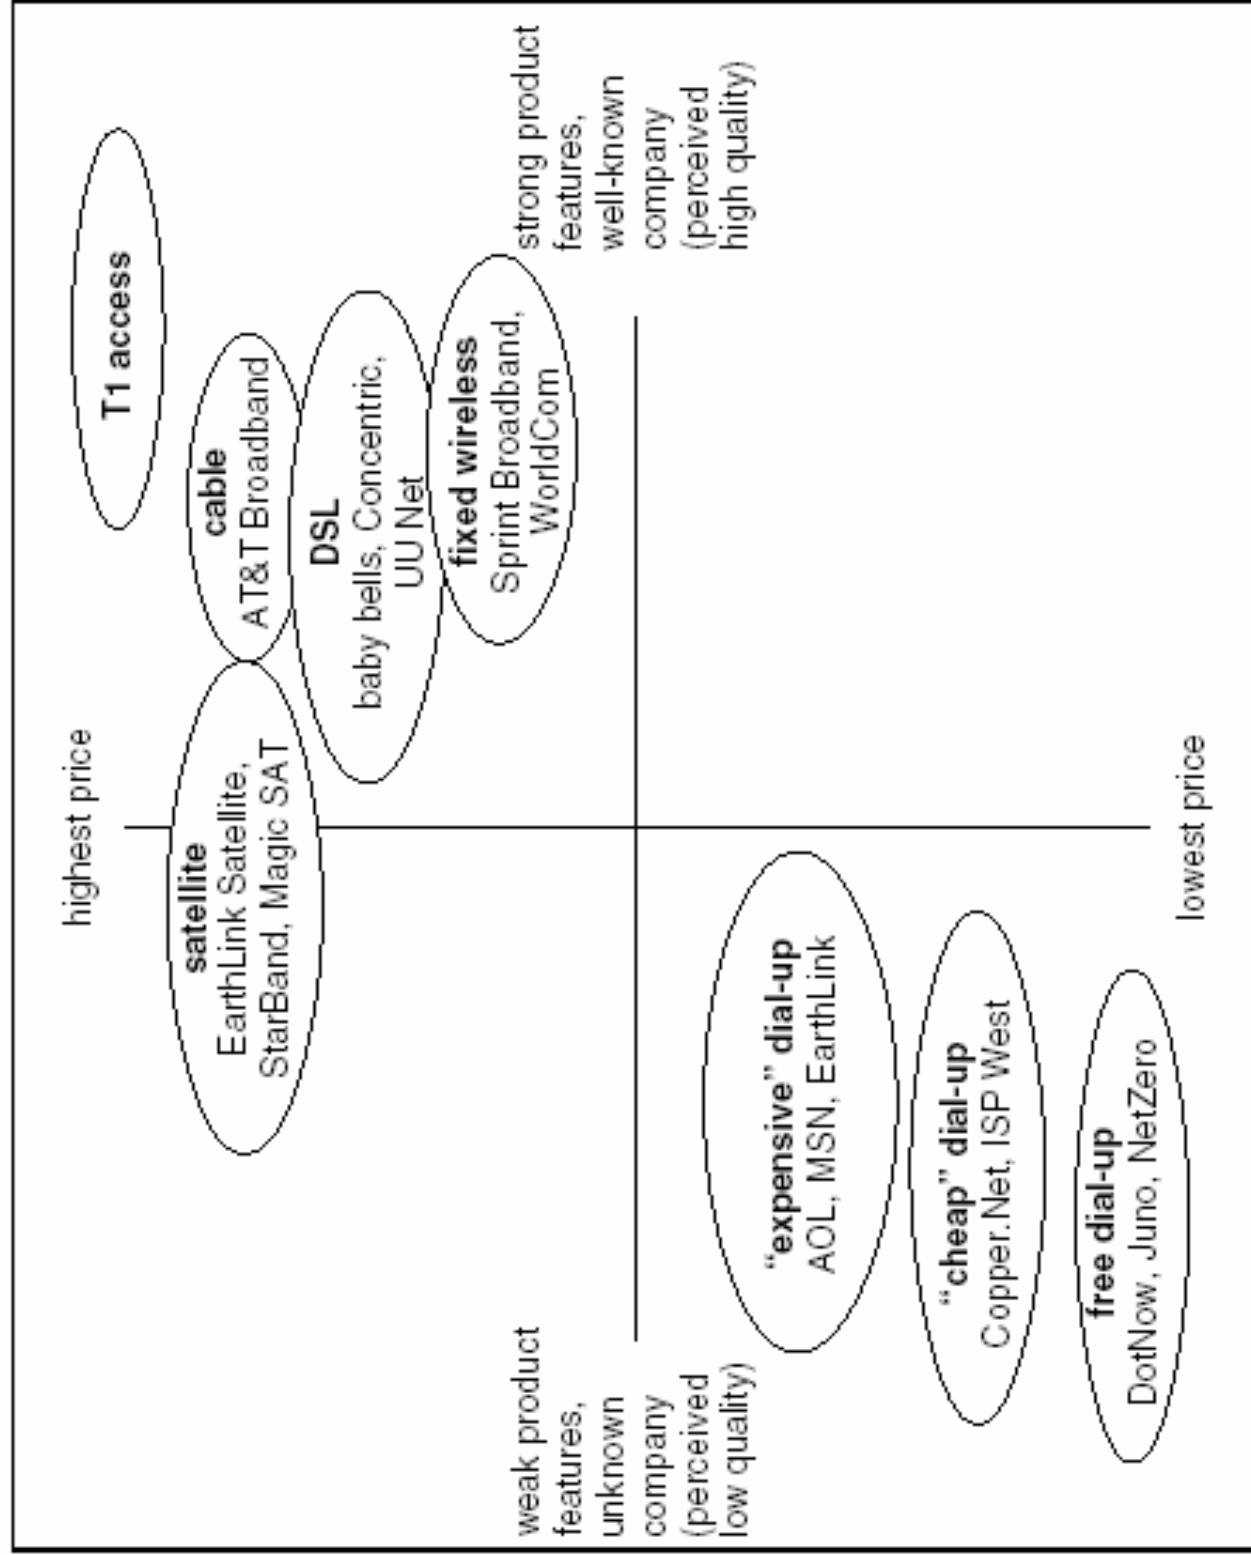 highest price
T1 access
satellite
EarthLink Satellite,
StarBand, Magic SAT
cable
AT&T Broadband
DSL
baby bells, Concentric,
UU Net
fixed wireless
Sprint Broadband,
WorldCom
weak product
features,
unknown
company
(perceived
low quality)
strong product
features,
well-known
company
(perceived
high quality)
“expensive” dial-up
AOL, MSN, EarthLink
“cheap” dial-up
Copper.Net, ISP West
free dial-up
DotNow, Juno, NetZero
lowest price